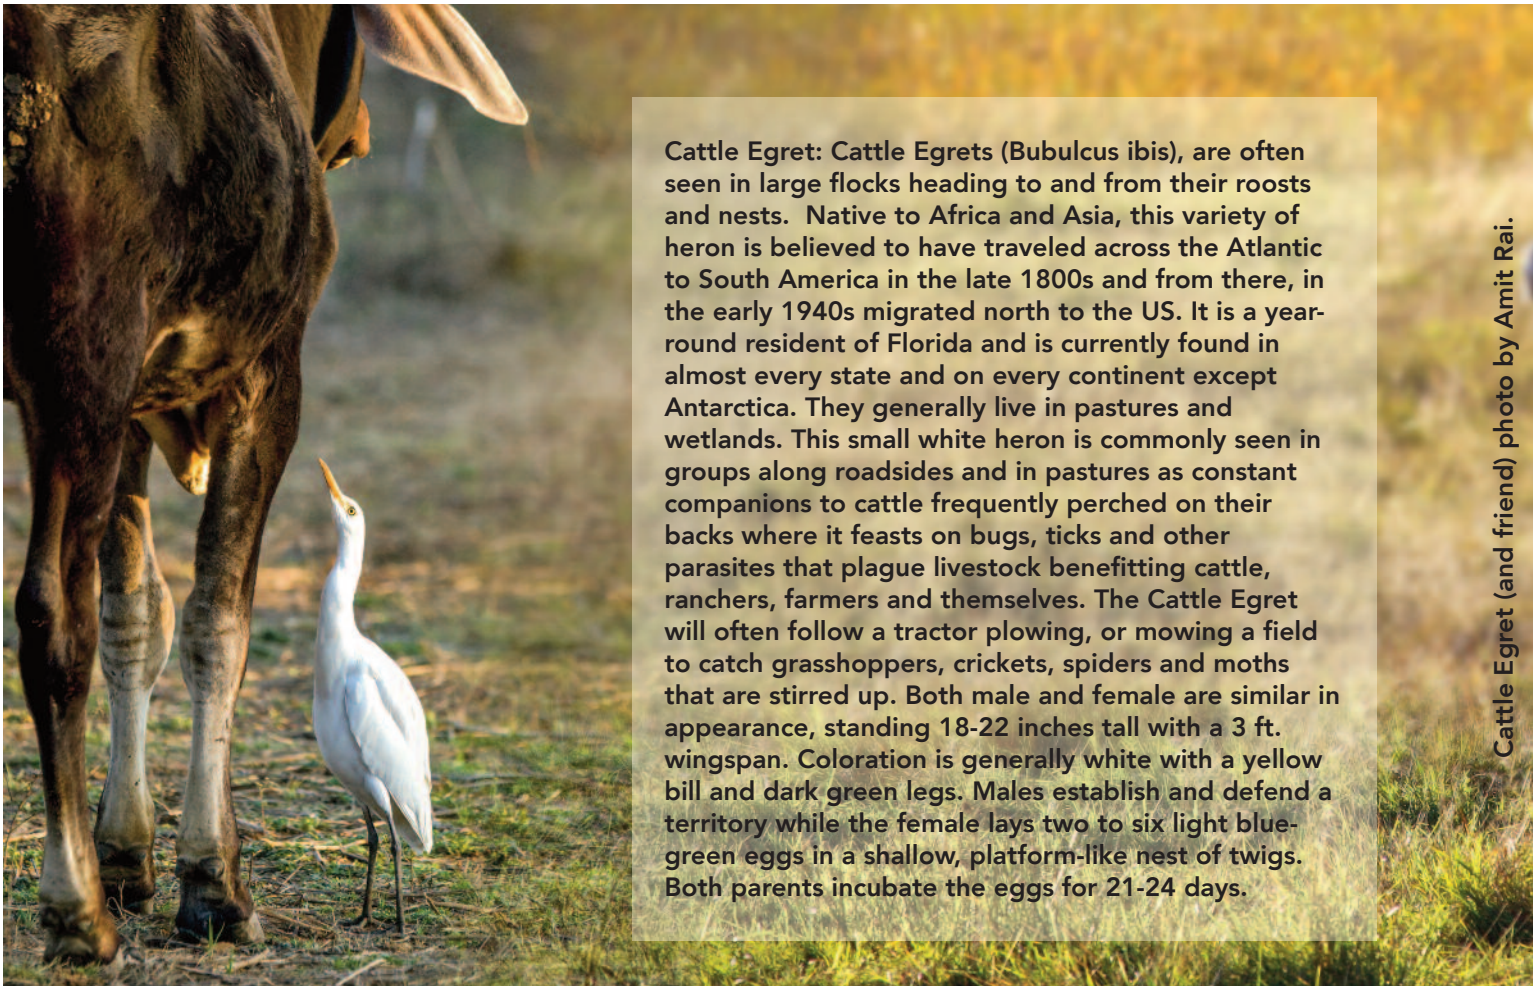 Cattle Egret: Cattle Egrets (Bubulcus ibis), are often
seen in large flocks heading to and from their roosts
and nests.  Native to Africa and Asia, this variety of
heron is believed to have traveled across the Atlantic
to South America in the late 1800s and from there, in
the early 1940s migrated north to the US. It is a year-
round resident of Florida and is currently found in
almost every state and on every continent except
Antarctica. They generally live in pastures and
wetlands. This small white heron is commonly seen in
groups along roadsides and in pastures as constant
companions to cattle frequently perched on their
backs where it feasts on bugs, ticks and other
parasites that plague livestock benefitting cattle,
ranchers, farmers and themselves. The Cattle Egret
will often follow a tractor plowing, or mowing a field
to catch grasshoppers, crickets, spiders and moths
that are stirred up. Both male and female are similar in
appearance, standing 18-22 inches tall with a 3 ft.
wingspan. Coloration is generally white with a yellow
bill and dark green legs. Males establish and defend a
territory while the female lays two to six light blue-
green eggs in a shallow, platform-like nest of twigs.
Both parents incubate the eggs for 21-24 days.
Cattle Egret (and friend) photo by Amit Rai.